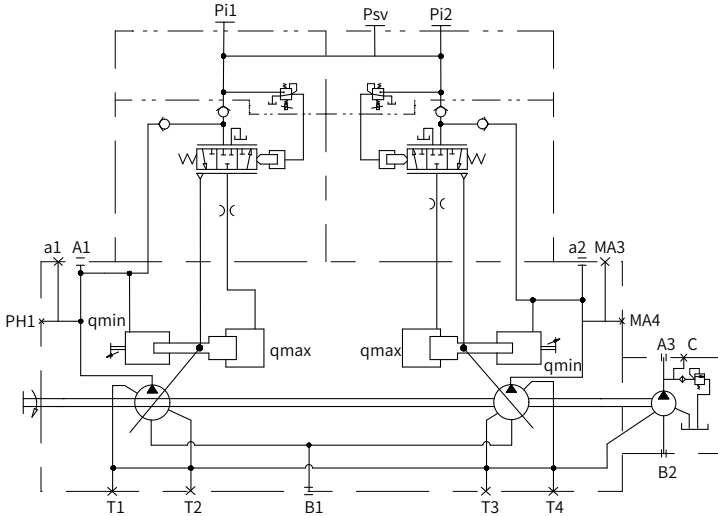 Pi1 Psv Pi2
a1 A1 a2 MA3
PH1 qmin MA4
qmax qmax A3 C
qmin
B2
T1 T2 B1 T3 T4